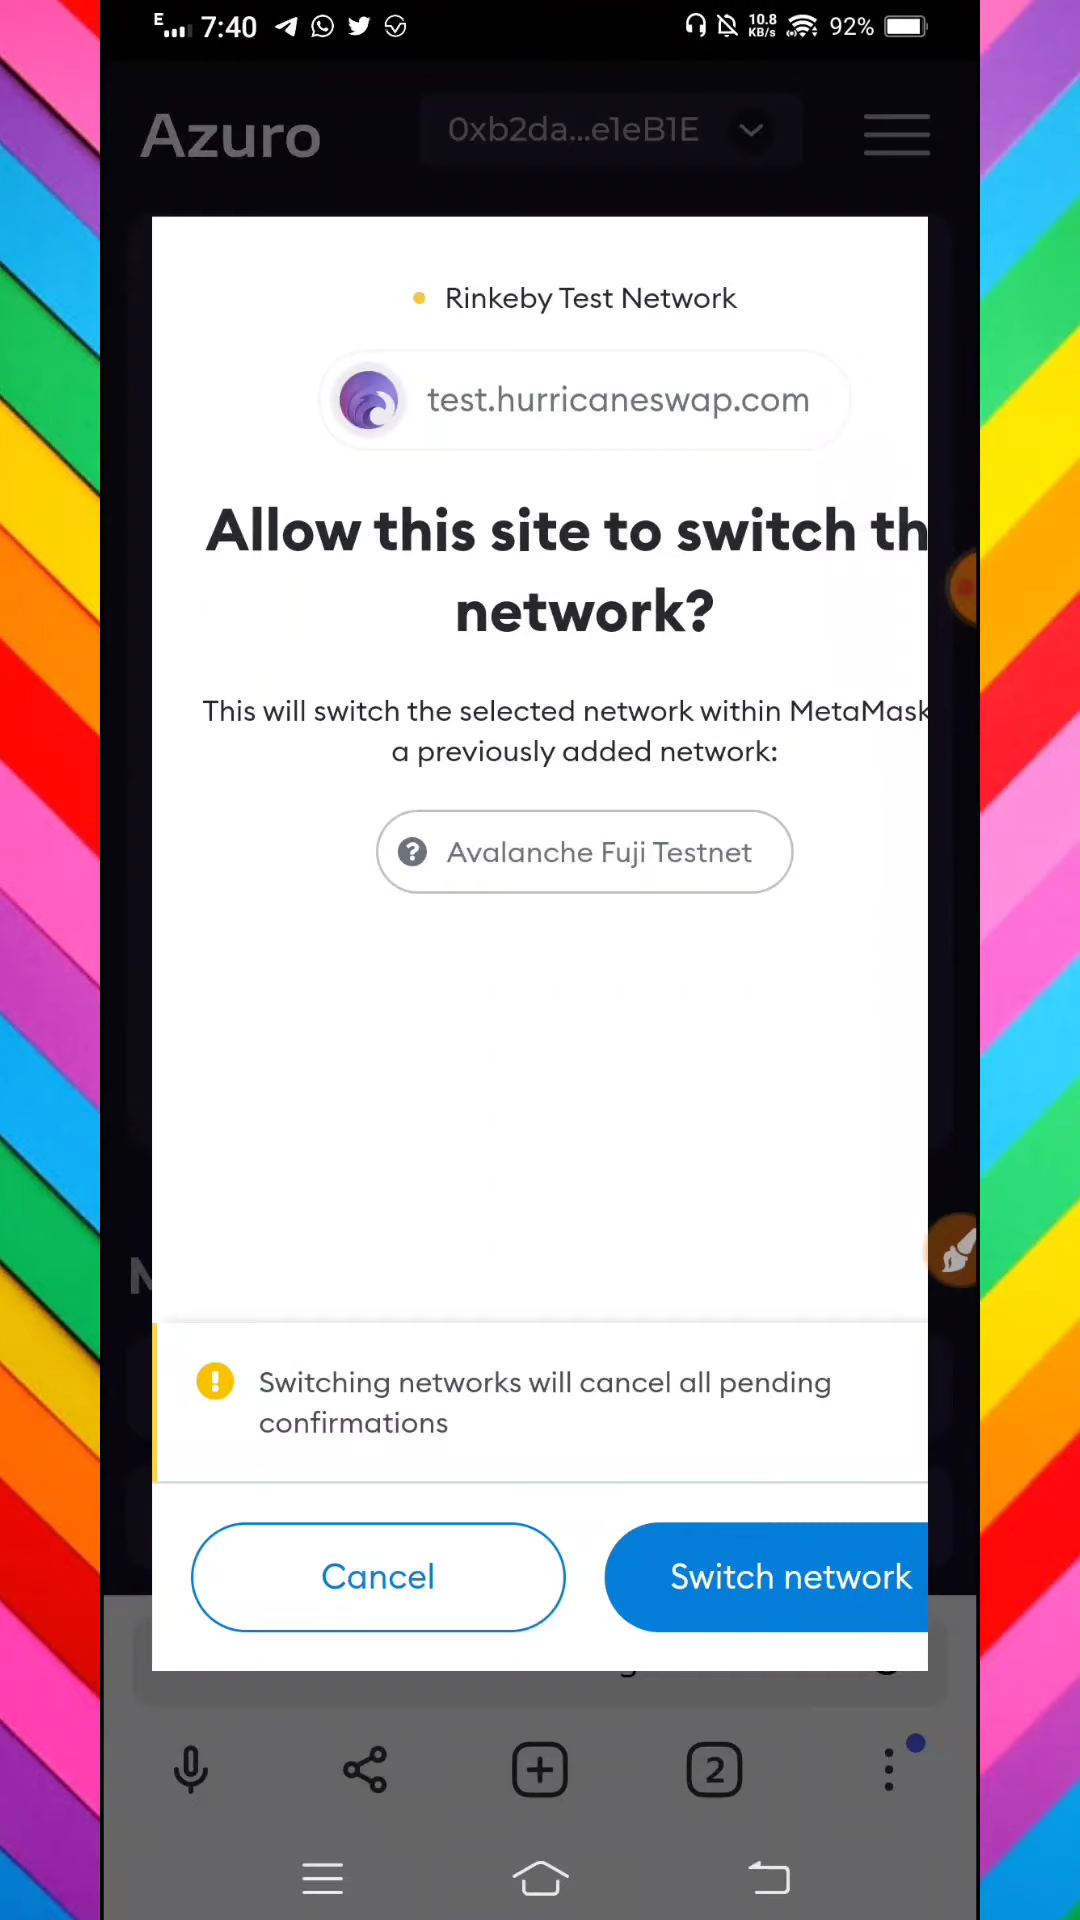 E 7:40 10.8 KB/s 92%
Azuro 0xb2da...e1eB1E
Rinkeby Test Network
test.hurricaneswap.com
Allow this site to switch th
network?
This will switch the selected network within MetaMask
a previously added network:
? Avalanche Fuji Testnet
N
! Switching networks will cancel all pending
confirmations
Cancel Switch network
2